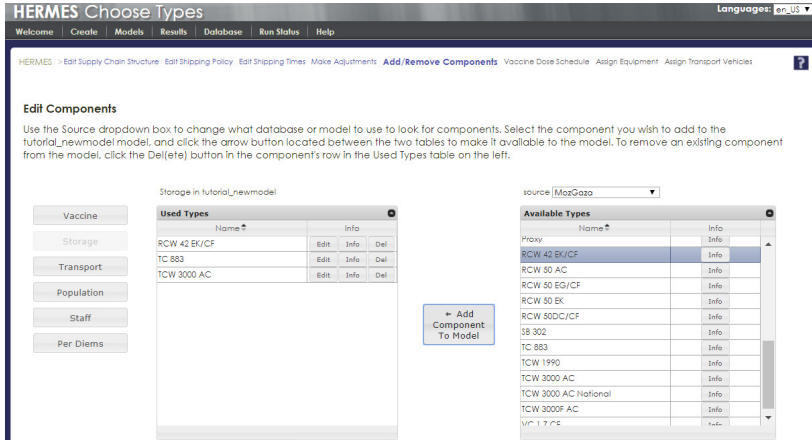 HERMES Choose Types
Languages: en_US ▼
Welcome Create Models Results Database Run Status Help
HERMES > Edit Supply Chain Structure Edit Shipping Policy Edit Shipping Times Make Adjustments Add/Remove Components Vaccine Dose Schedule Assign Equipment Assign Transport Vehicles
?
Edit Components
Use the Source dropdown box to change what database or model to use to look for components. Select the component you wish to add to the
tutorial_newmodel model, and click the arrow button located between the two tables to make it available to the model. To remove an existing component
from the model, click the Del(ete) button in the component's row in the Used Types table on the left.
Storage in tutorial_newmodel
source MozGaza ▼
Vaccine
Storage
Transport
Population
Staff
Per Diems
Used Types
Name Info
RCW 42 EK/CF Edit Info Del
TC 883 Edit Info Del
TCW 3000 AC Edit Info Del
← Add
Component
To Model
Available Types
Name Info
Proxy Info
RCW 42 EK/CF Info
RCW 50 AC Info
RCW 50 EG/CF Info
RCW 50 EK Info
RCW 50DC/CF Info
SB 302 Info
TC 883 Info
TCW 1990 Info
TCW 3000 AC Info
TCW 3000 AC National Info
TCW 3000F AC Info
VC 1.7 CF Info